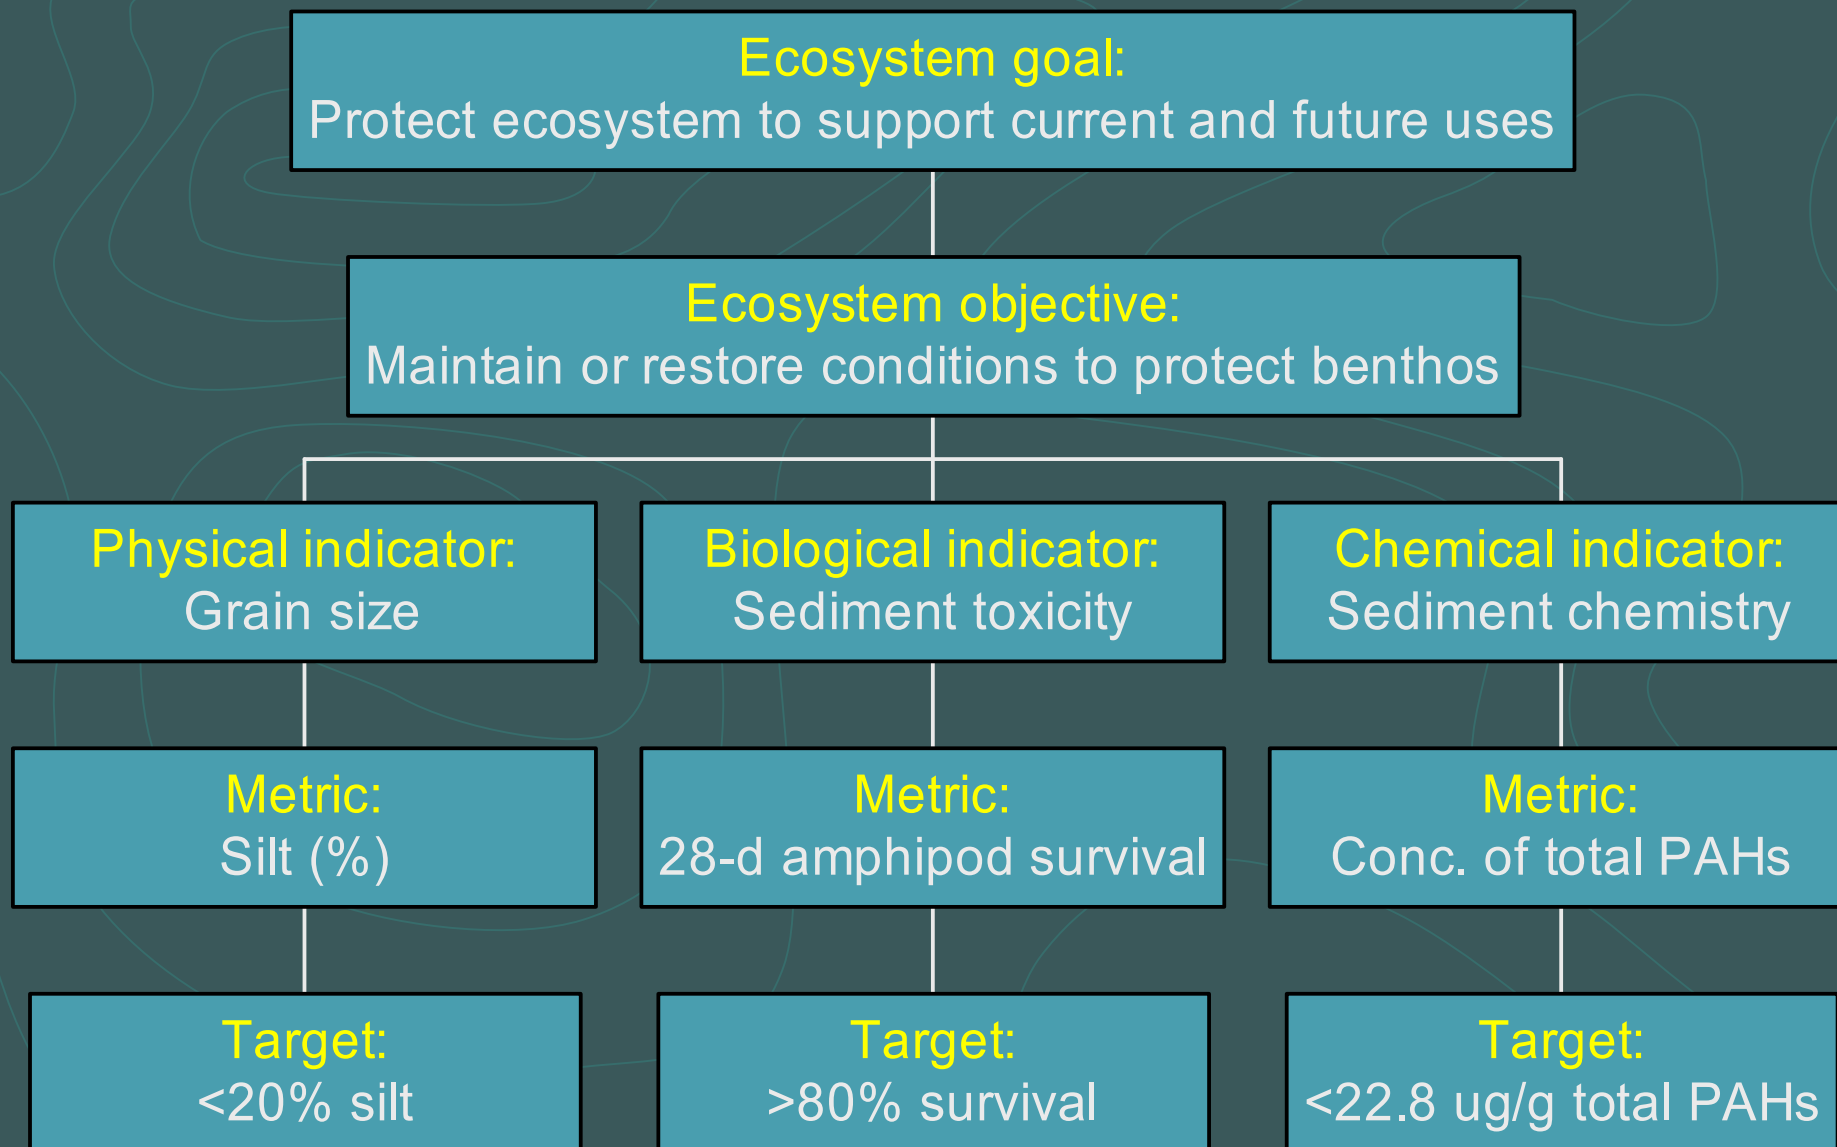 Ecosystem goal:
Protect ecosystem to support current and future uses
Ecosystem objective:
Maintain or restore conditions to protect benthos
Physical indicator:
Grain size
Biological indicator:
Sediment toxicity
Chemical indicator:
Sediment chemistry
Metric:
Silt (%)
Metric:
28-d amphipod survival
Metric:
Conc. of total PAHs
Target:
<20% silt
Target:
>80% survival
Target:
<22.8 ug/g total PAHs